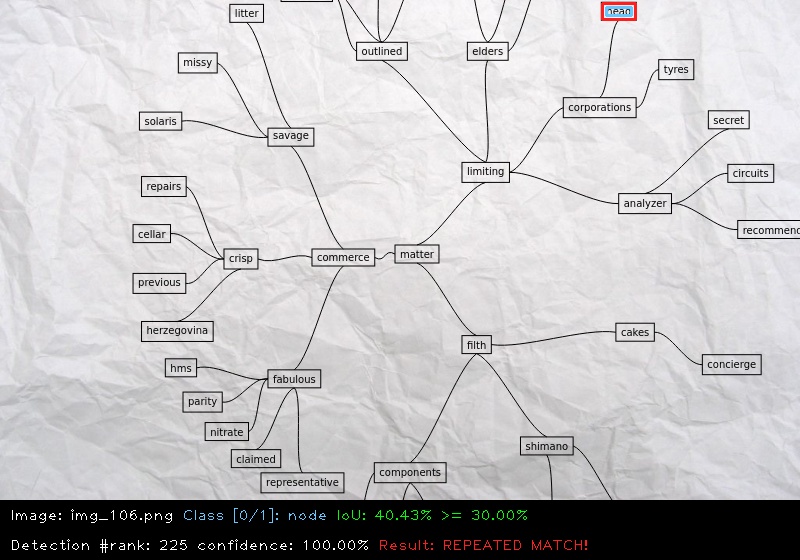 litter
outlined
elders
missy
tyres
corporations
solaris
savage
secret
limiting
circuits
repairs
analyzer
cellar
recommend
crisp
commerce
matter
previous
herzegovina
cakes
filth
concierge
hms
fabulous
parity
nitrate
shimano
claimed
components
representative
Image: img_106.png Class [0/1]: node IoU: 40.43% >= 30.00%
Detection #rank: 225 confidence: 100.00% Result: REPEATED MATCH!